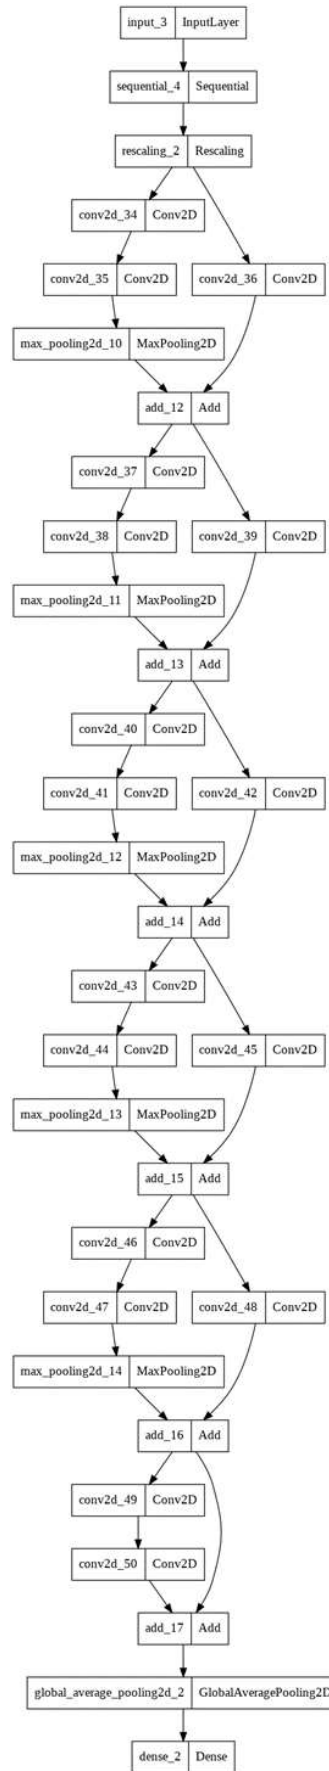 input_3 InputLayer
sequential_4 Sequential
rescaling_2 Rescaling
conv2d_34 Conv2D
conv2d_35 Conv2D conv2d_36 Conv2D
max_pooling2d_10 MaxPooling2D
add_12 Add
conv2d_37 Conv2D
conv2d_38 Conv2D conv2d_39 Conv2D
max_pooling2d_11 MaxPooling2D
add_13 Add
conv2d_40 Conv2D
conv2d_41 Conv2D conv2d_42 Conv2D
max_pooling2d_12 MaxPooling2D
add_14 Add
conv2d_43 Conv2D
conv2d_44 Conv2D conv2d_45 Conv2D
max_pooling2d_13 MaxPooling2D
add_15 Add
conv2d_46 Conv2D
conv2d_47 Conv2D conv2d_48 Conv2D
max_pooling2d_14 MaxPooling2D
add_16 Add
conv2d_49 Conv2D
conv2d_50 Conv2D
add_17 Add
global_average_pooling2d_2 GlobalAveragePooling2D
dense_2 Dense